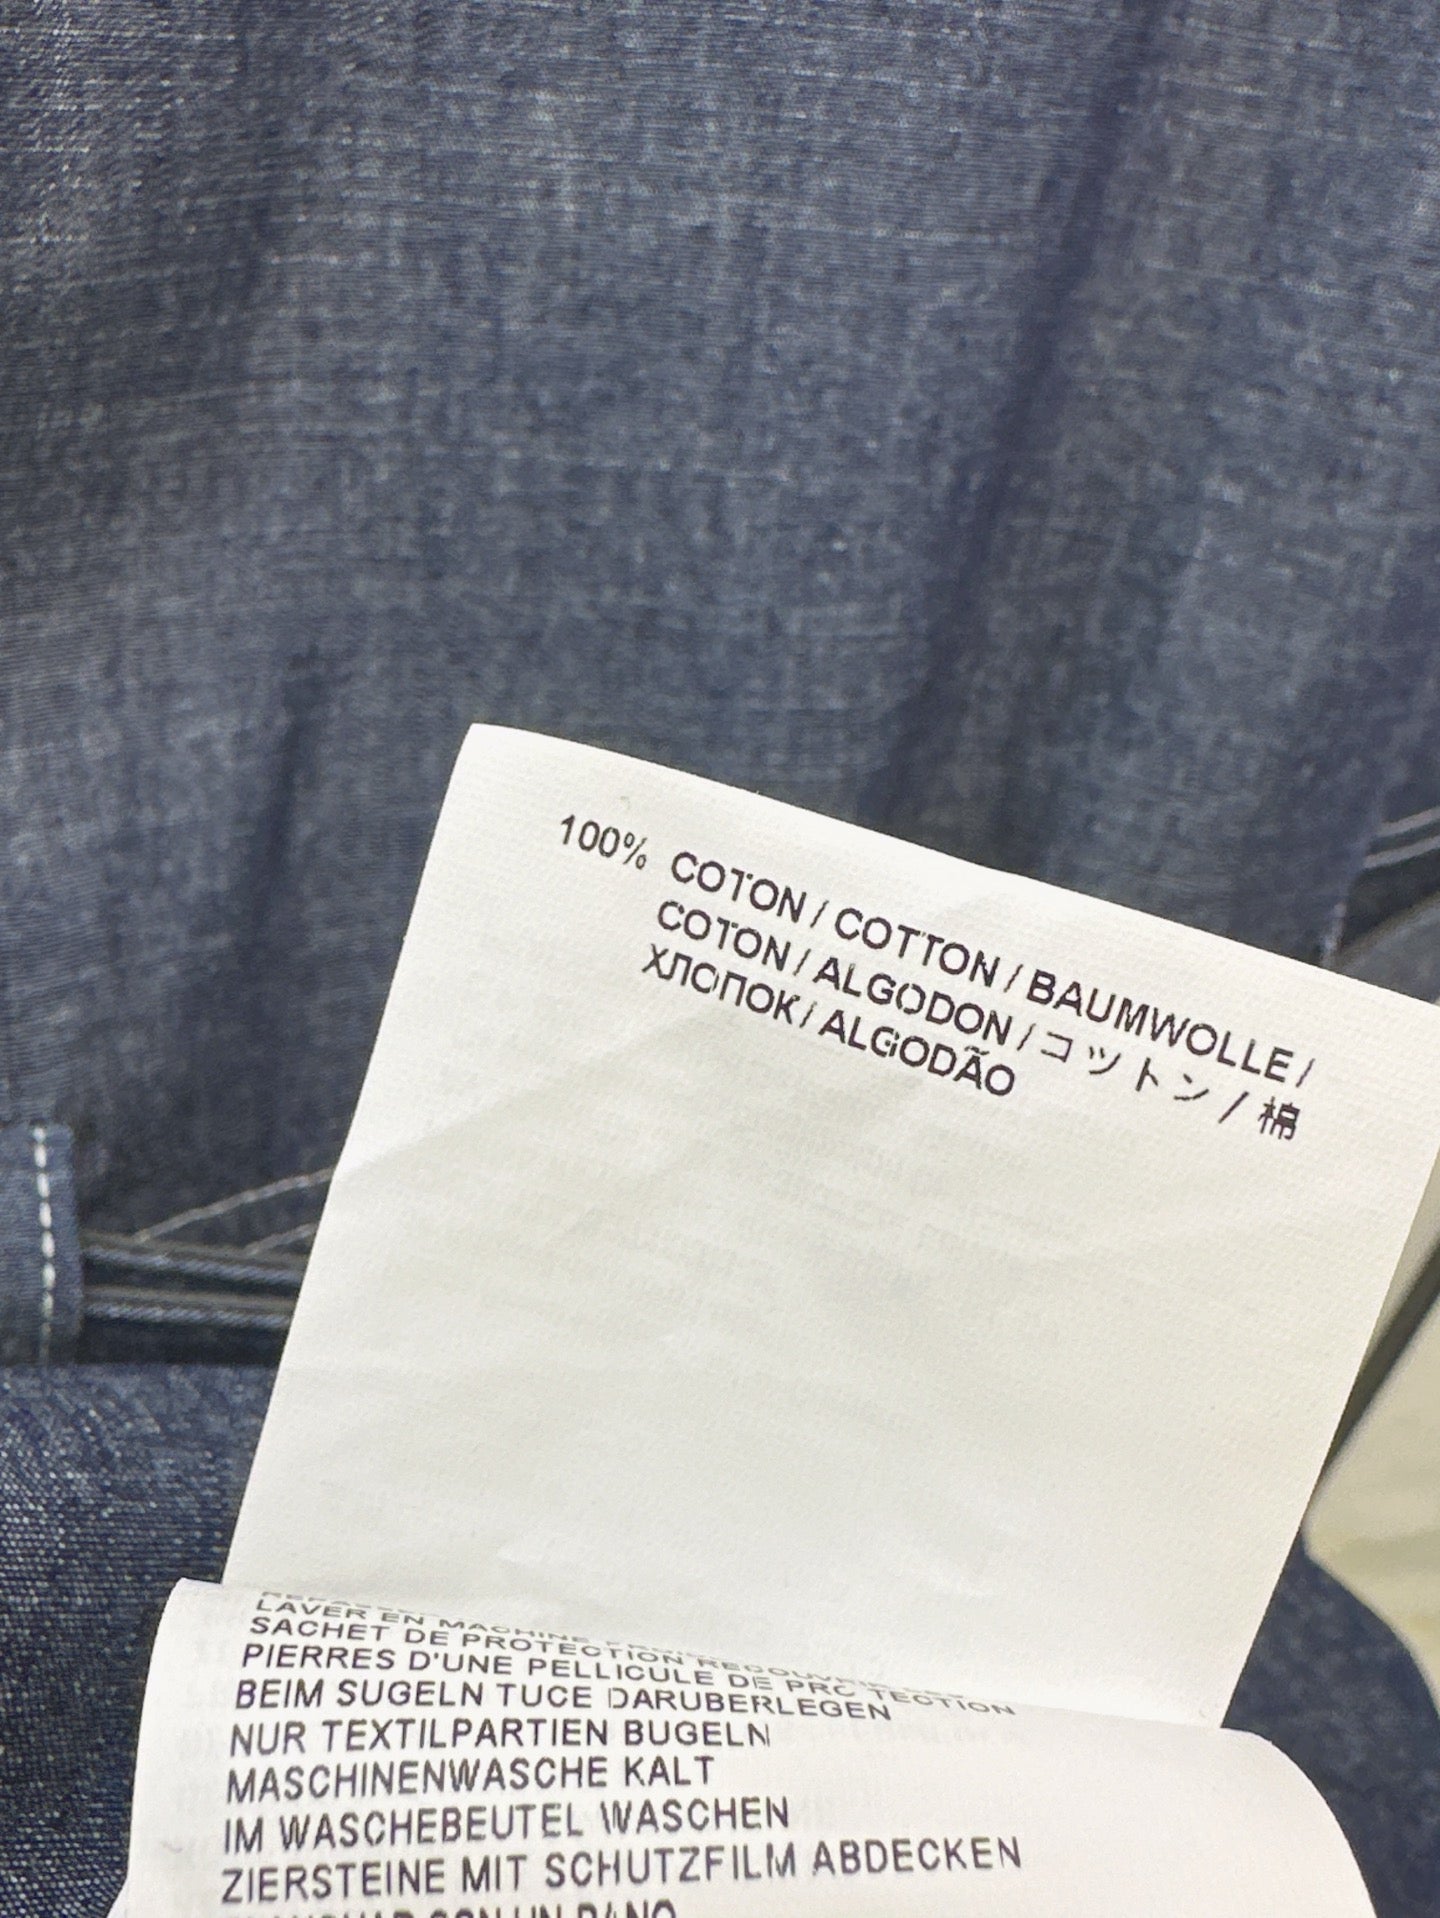 100% COTON / COTTON / BAUMWOLLE /
COTON / ALGODON / コットン / 棉
ХЛОПОК / ALGODÃO
LAVER EN MACHINE
SACHET DE PROTECTION
PIERRES D'UNE PELLICULE DE PROTECTION
BEIM SUGELN TUCE DARUBERLEGEN
NUR TEXTILPARTIEN BUGELN
MASCHINENWASCHE KALT
IM WASCHEBEUTEL WASCHEN
ZIERSTEINE MIT SCHUTZFILM ABDECKEN